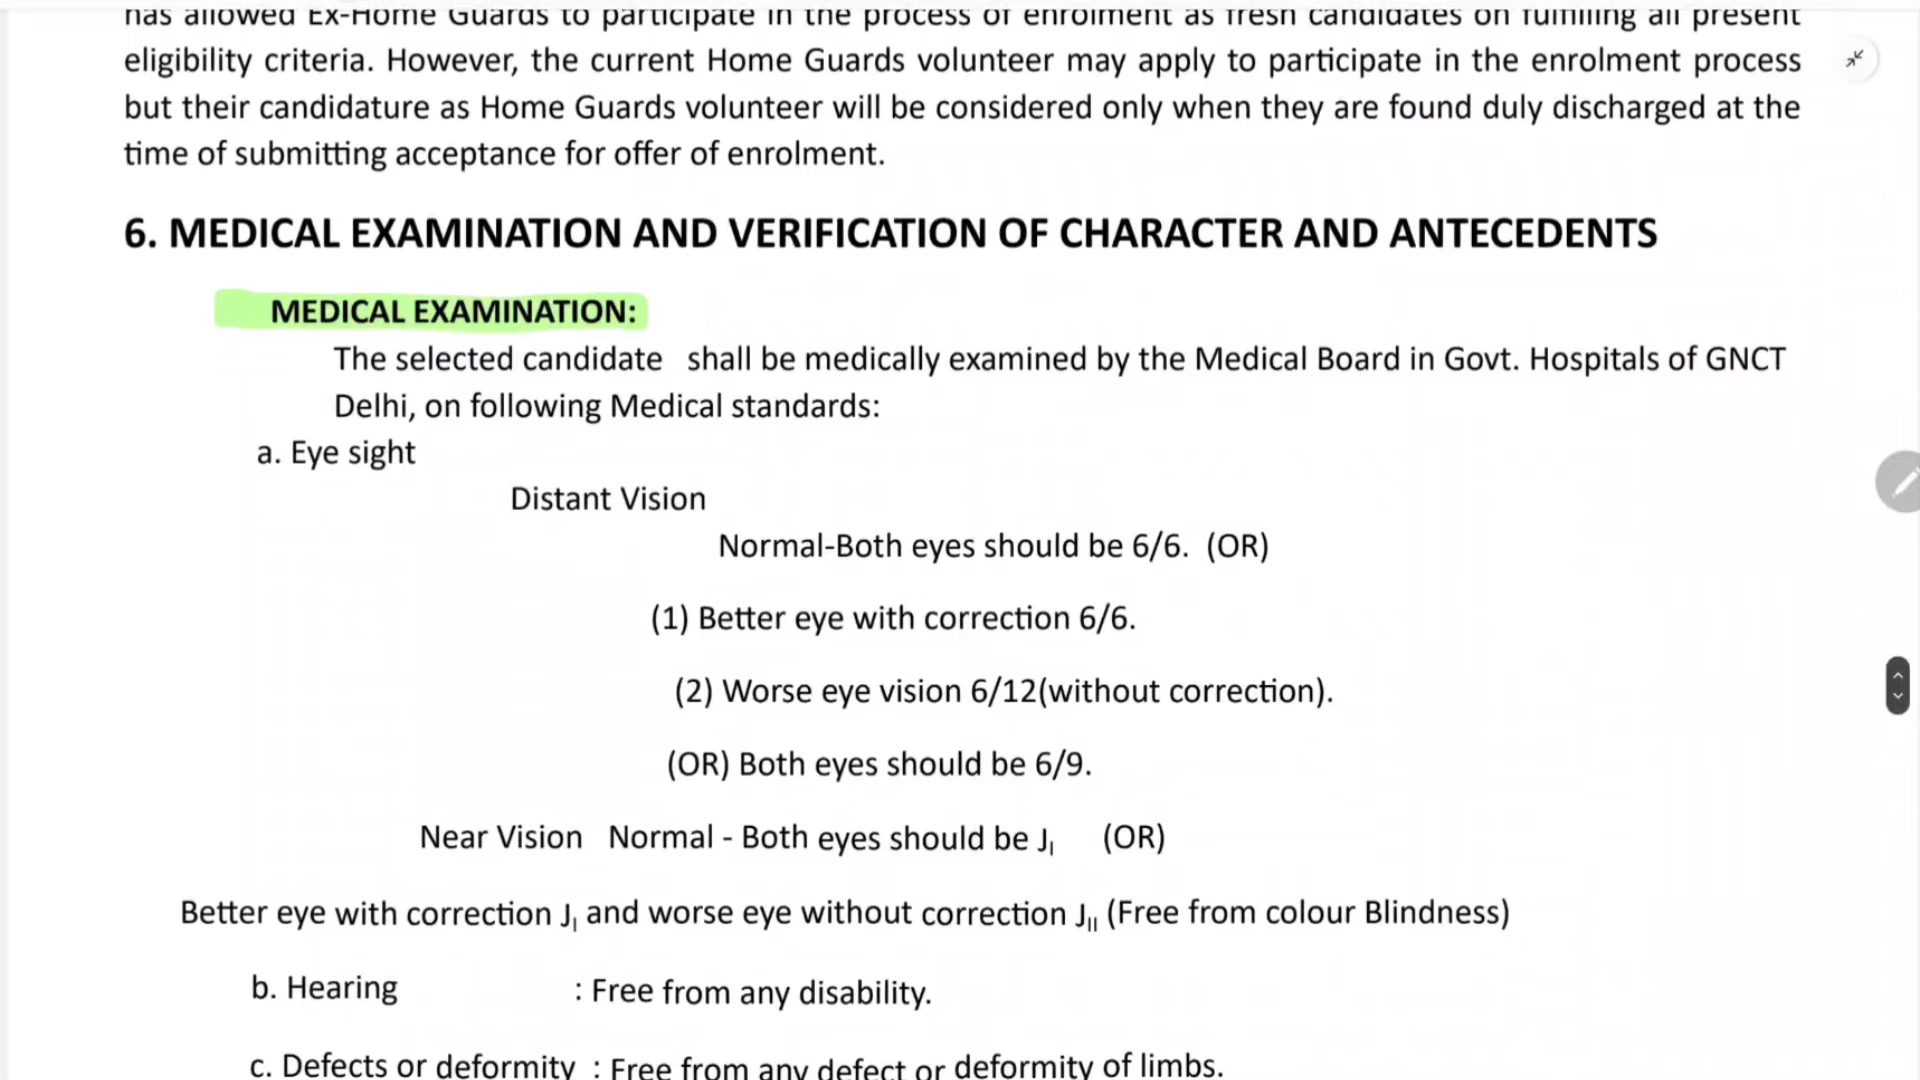 has allowed Ex-Home Guards to participate in the process of enrolment as fresh candidates on fulfilling all present
eligibility criteria. However, the current Home Guards volunteer may apply to participate in the enrolment process
but their candidature as Home Guards volunteer will be considered only when they are found duly discharged at the
time of submitting acceptance for offer of enrolment.
6. MEDICAL EXAMINATION AND VERIFICATION OF CHARACTER AND ANTECEDENTS
MEDICAL EXAMINATION:
The selected candidate shall be medically examined by the Medical Board in Govt. Hospitals of GNCT
Delhi, on following Medical standards:
a. Eye sight
Distant Vision
Normal-Both eyes should be 6/6. (OR)
(1) Better eye with correction 6/6.
(2) Worse eye vision 6/12(without correction).
(OR) Both eyes should be 6/9.
Near Vision Normal - Both eyes should be J₁ (OR)
Better eye with correction Jı and worse eye without correction Jıı (Free from colour Blindness)
b. Hearing : Free from any disability.
c. Defects or deformity : Free from any defect or deformity of limbs.